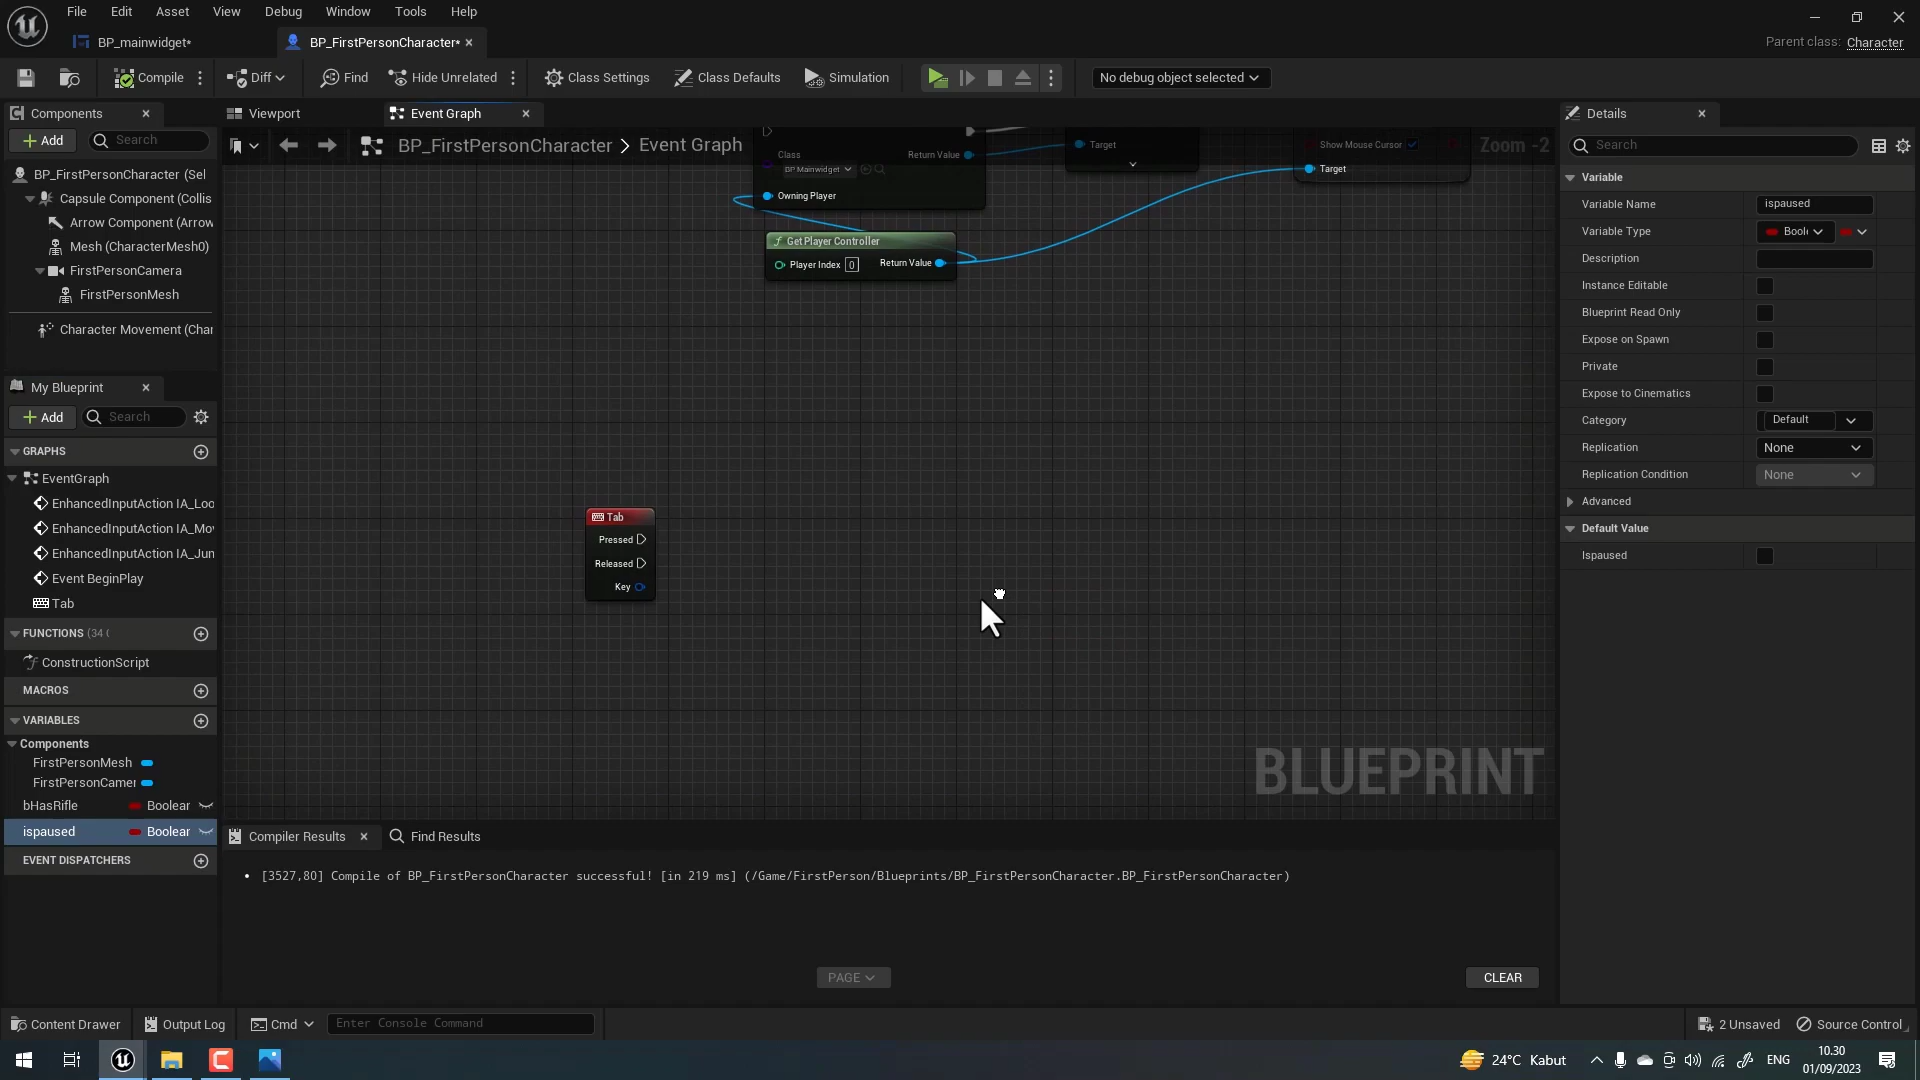 File Edit Asset View Debug Window Tools Help
BP_mainwidget*
BP_FirstPersonCharacter*
Parent class: Character
Compile
Diff
Find
Hide Unrelated
Class Settings
Class Defaults
Simulation
No debug object selected
Components
Add
Search
BP_FirstPersonCharacter (Sel
Capsule Component (Collis
Arrow Component (Arrow
Mesh (CharacterMesh0)
FirstPersonCamera
FirstPersonMesh
Character Movement (Char
My Blueprint
Add
Search
GRAPHS
EventGraph
EnhancedInputAction IA_Loo
EnhancedInputAction IA_Mov
EnhancedInputAction IA_Jum
Event BeginPlay
Tab
FUNCTIONS (34
ConstructionScript
MACROS
VARIABLES
Components
FirstPersonMesh
FirstPersonCamer
bHasRifle Boolear
ispaused Boolear
EVENT DISPATCHERS
Viewport
Event Graph
BP_FirstPersonCharacter > Event Graph
Zoom -2
Class
BP Mainwidget
Return Value
Owning Player
Target
Show Mouse Cursor
Target
Get Player Controller
Player Index 0
Return Value
Tab
Pressed
Released
Key
BLUEPRINT
Compiler Results
Find Results
[3527,80] Compile of BP_FirstPersonCharacter successful! [in 219 ms] (/Game/FirstPerson/Blueprints/BP_FirstPersonCharacter.BP_FirstPersonCharacter)
PAGE
CLEAR
Details
Search
Variable
Variable Name ispaused
Variable Type Boole
Description
Instance Editable
Blueprint Read Only
Expose on Spawn
Private
Expose to Cinematics
Category Default
Replication None
Replication Condition None
Advanced
Default Value
Ispaused
Content Drawer
Output Log
Cmd
Enter Console Command
2 Unsaved
Source Control
24°C Kabut
ENG
10.30
01/09/2023